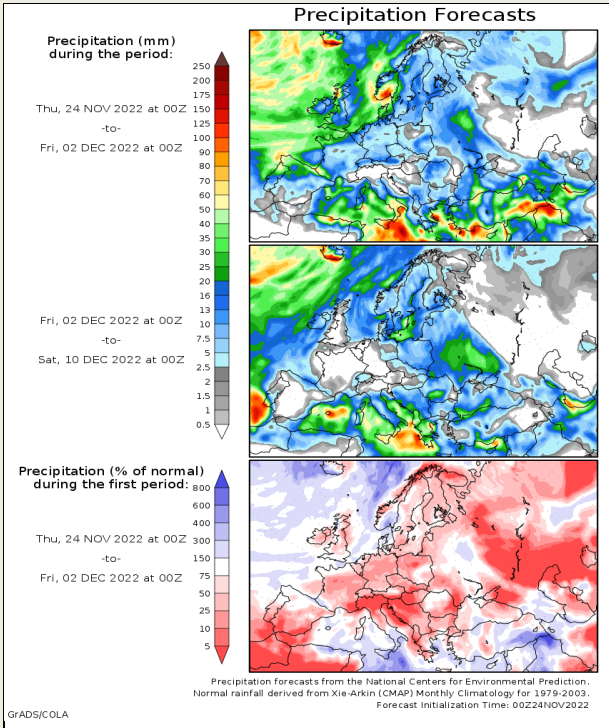 Precipitation Forecasts
Precipitation (mm)
during the period:
Thu, 24 NOV 2022 at 00Z
-to-
Fri, 02 DEC 2022 at 00Z
250
200
175
150
125
100
90
80
70
60
50
40
35
30
25
20
16
13
10
7.5
5
2.5
2
1.5
1
0.5
Fri, 02 DEC 2022 at 00Z
-to-
Sat, 10 DEC 2022 at 00Z
Precipitation (% of normal)
during the first period:
Thu, 24 NOV 2022 at 00Z
-to-
Fri, 02 DEC 2022 at 00Z
800
600
400
300
150
75
50
25
10
5
Precipitation forecasts from the National Centers for Environmental Prediction.
Normal rainfall derived from Xie-Arkin (CMAP) Monthly Climatology for 1979-2003.
Forecast Initialization Time: 00Z24NOV2022
GrADS/COLA